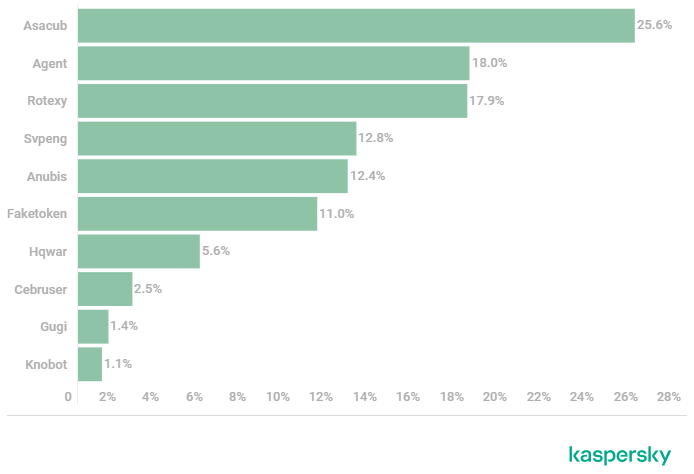 Asacub 25.6%
Agent 18.0%
Rotexy 17.9%
Svpeng 12.8%
Anubis 12.4%
Faketoken 11.0%
Hqwar 5.6%
Cebruser 2.5%
Gugi 1.4%
Knobot 1.1%
0 2% 4% 6% 8% 10% 12% 14% 16% 18% 20% 22% 24% 26% 28%
kaspersky